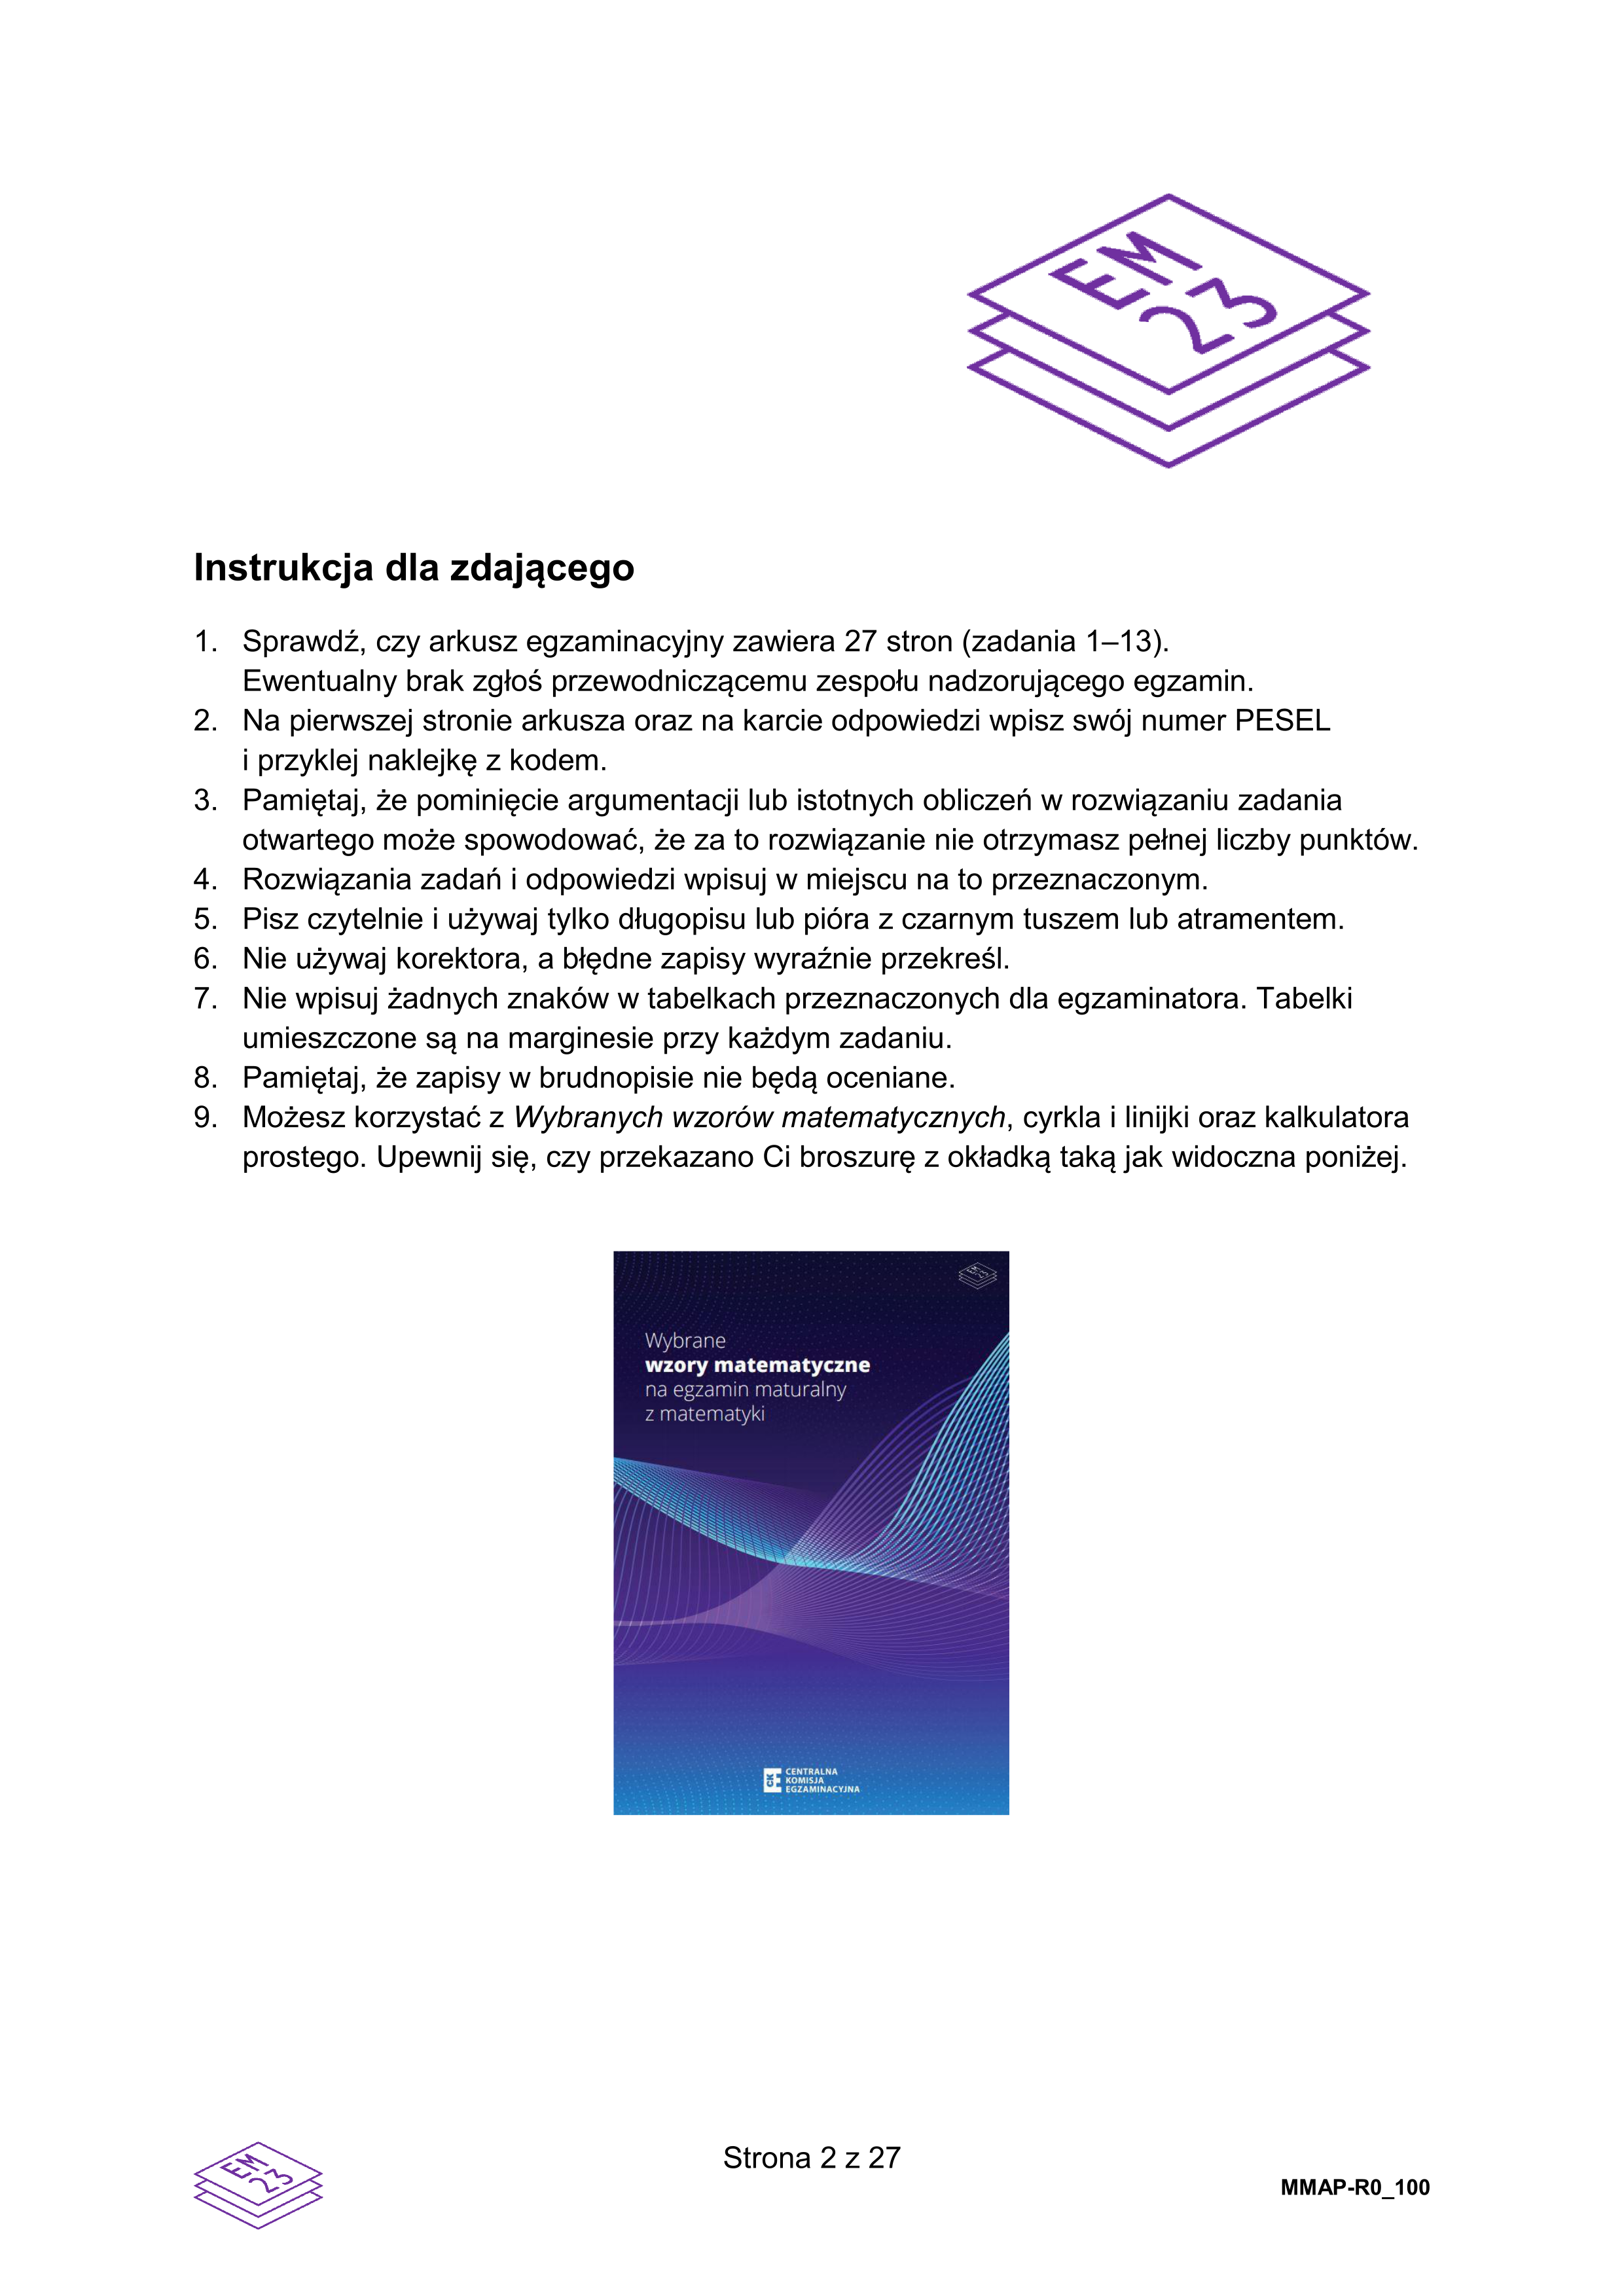 EM
23
Instrukcja dla zdającego
1. Sprawdź, czy arkusz egzaminacyjny zawiera 27 stron (zadania 1–13).
Ewentualny brak zgłoś przewodniczącemu zespołu nadzorującego egzamin.
2. Na pierwszej stronie arkusza oraz na karcie odpowiedzi wpisz swój numer PESEL
i przyklej naklejkę z kodem.
3. Pamiętaj, że pominięcie argumentacji lub istotnych obliczeń w rozwiązaniu zadania
otwartego może spowodować, że za to rozwiązanie nie otrzymasz pełnej liczby punktów.
4. Rozwiązania zadań i odpowiedzi wpisuj w miejscu na to przeznaczonym.
5. Pisz czytelnie i używaj tylko długopisu lub pióra z czarnym tuszem lub atramentem.
6. Nie używaj korektora, a błędne zapisy wyraźnie przekreśl.
7. Nie wpisuj żadnych znaków w tabelkach przeznaczonych dla egzaminatora. Tabelki
umieszczone są na marginesie przy każdym zadaniu.
8. Pamiętaj, że zapisy w brudnopisie nie będą oceniane.
9. Możesz korzystać z Wybranych wzorów matematycznych, cyrkla i linijki oraz kalkulatora
prostego. Upewnij się, czy przekazano Ci broszurę z okładką taką jak widoczna poniżej.
EM
23
Wybrane
wzory matematyczne
na egzamin maturalny
z matematyki
CKE
CENTRALNA
KOMISJA
EGZAMINACYJNA
EM
23
Strona 2 z 27
MMAP-R0_100